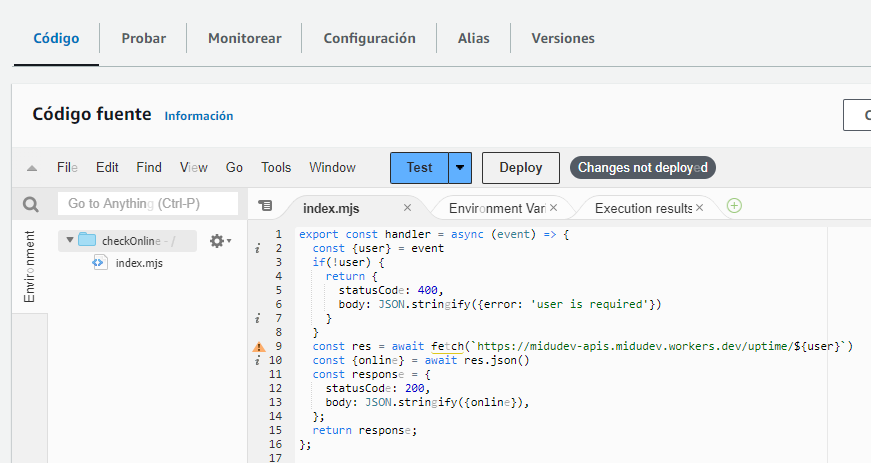 Código Probar Monitorear Configuración Alias Versiones
Código fuente Información
File Edit Find View Go Tools Window Test Deploy Changes not deployed
Go to Anything (Ctrl-P) index.mjs × Environment Vari × Execution results ×
Environment
checkOnline - /
index.mjs
1 export const handler = async (event) => {
i 2 const {user} = event
3 if(!user) {
4 return {
5 statusCode: 400,
6 body: JSON.stringify({error: 'user is required'})
i 7 }
8 }
9 const res = await fetch(`https://midudev-apis.midudev.workers.dev/uptime/${user}`)
i 10 const {online} = await res.json()
11 const response = {
12 statusCode: 200,
13 body: JSON.stringify({online}),
14 };
15 return response;
16 };
17